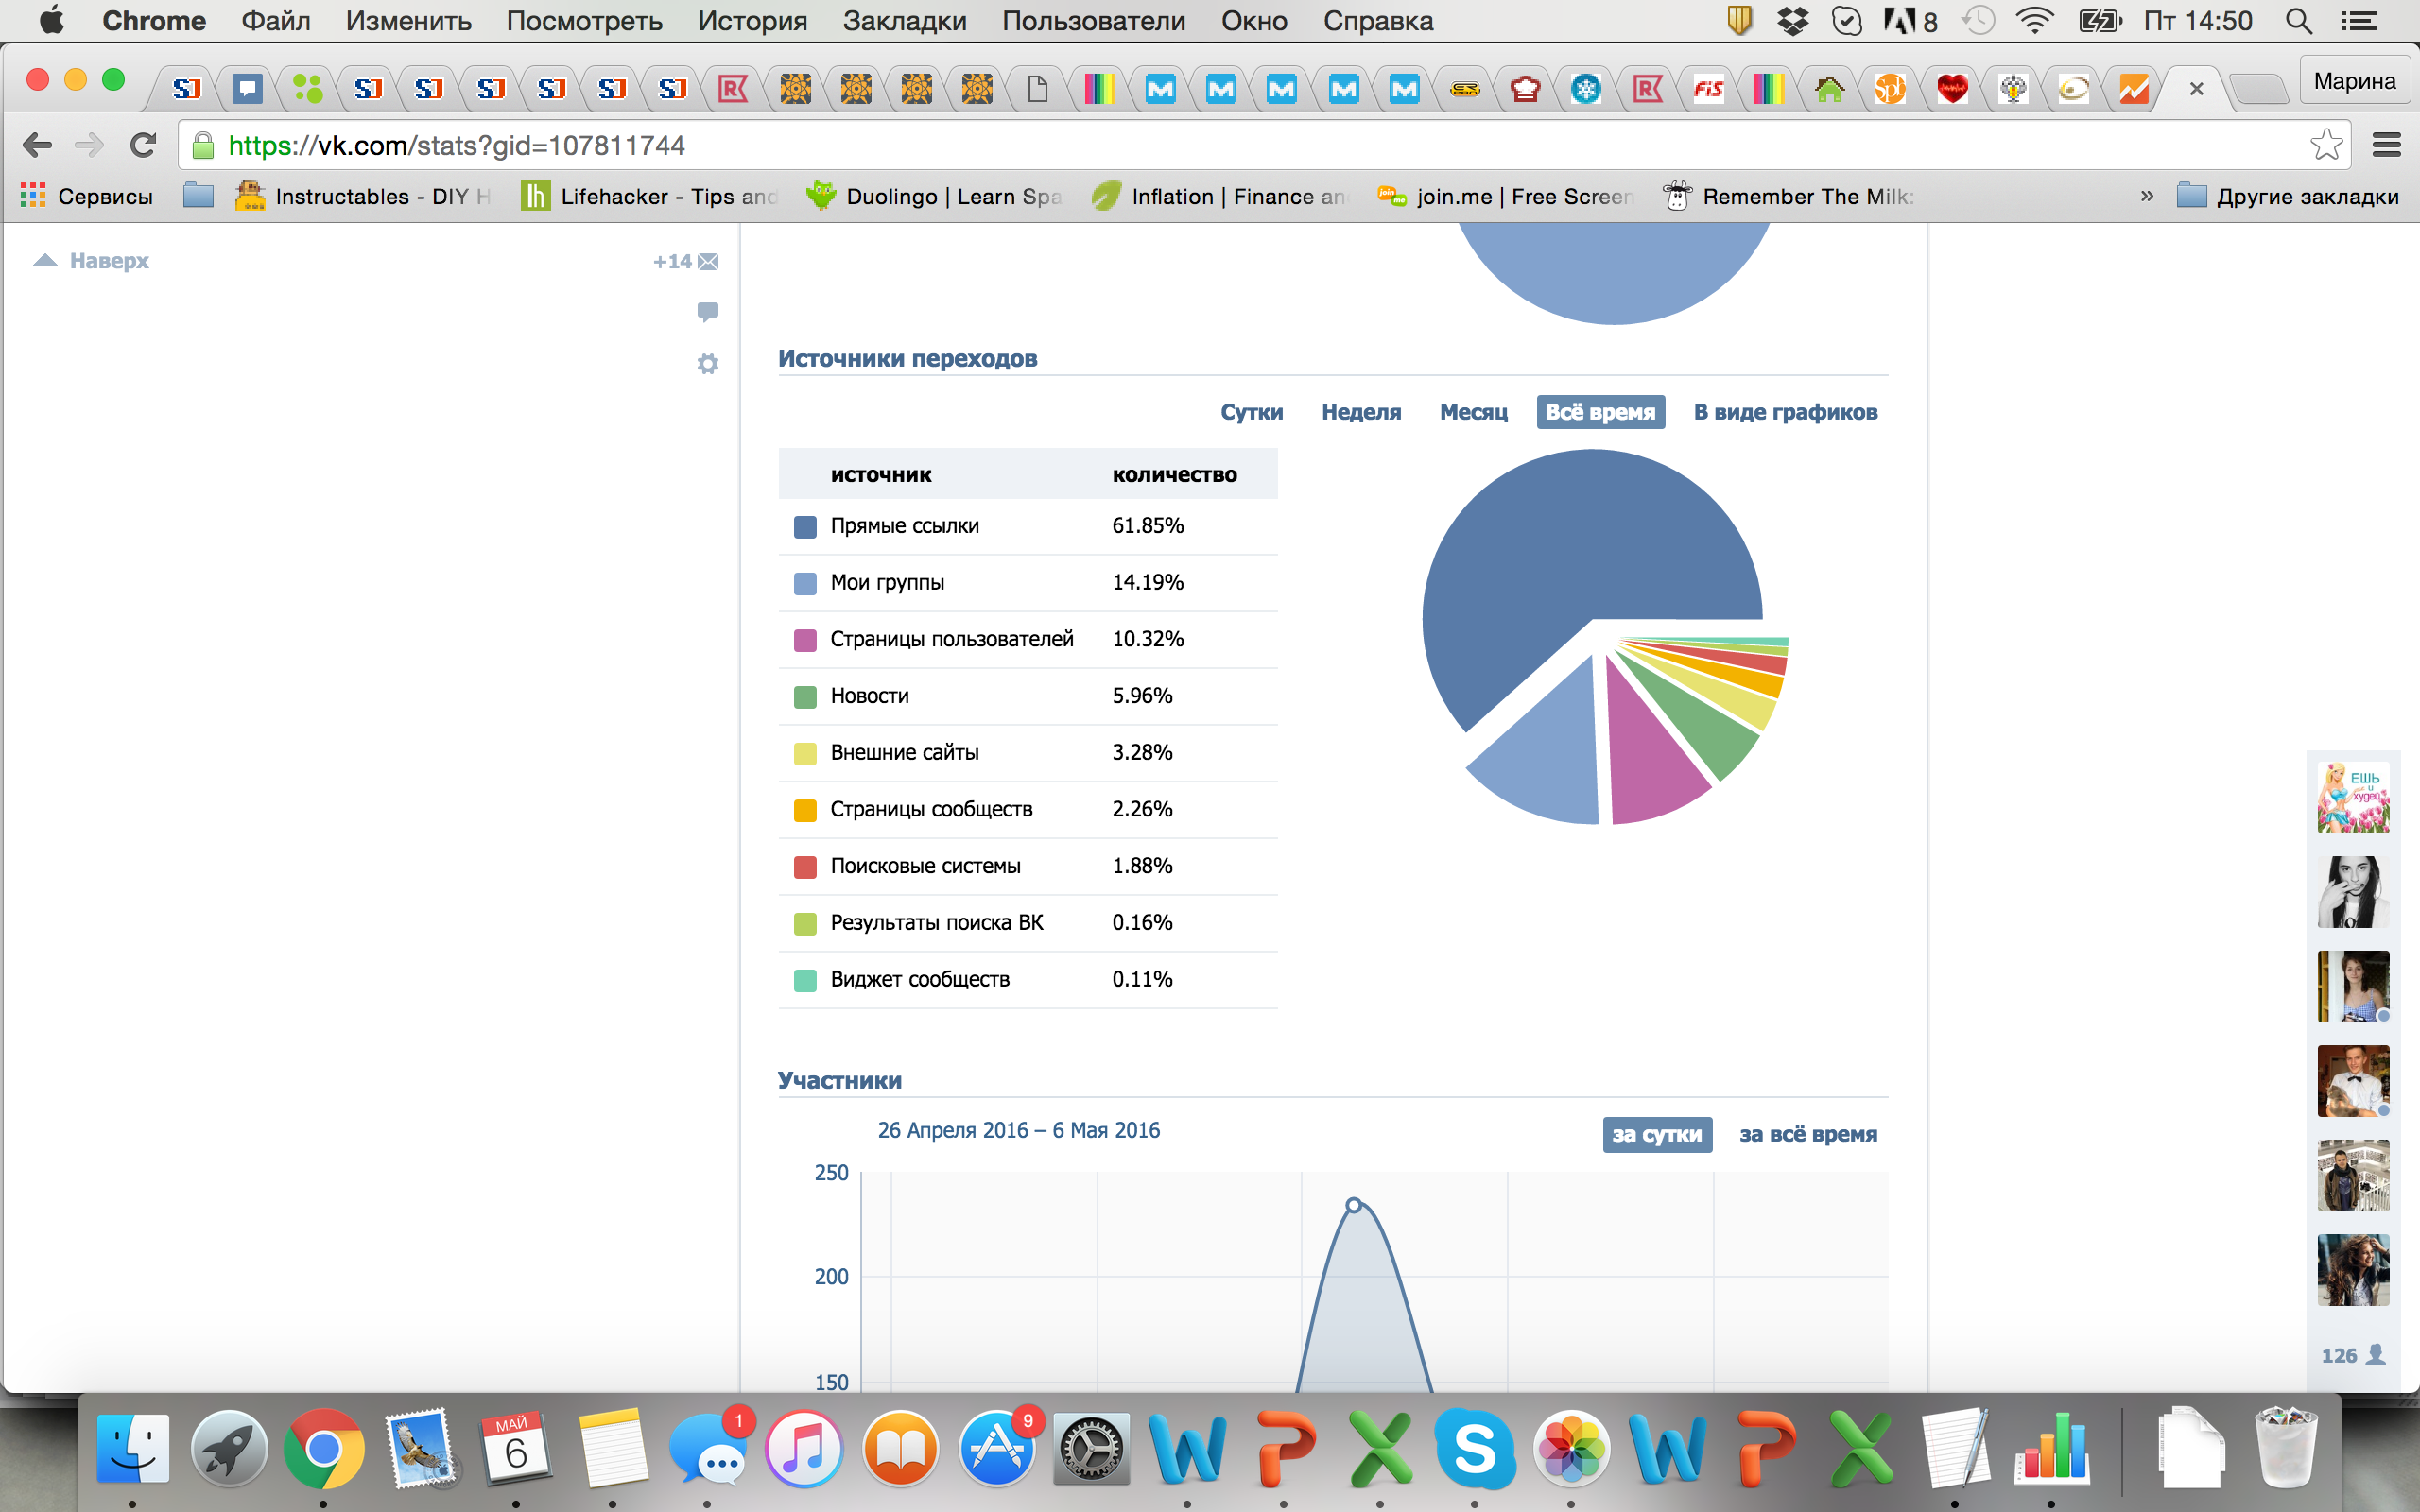 Chrome Файл Изменить Посмотреть История Закладки Пользователи Окно Справка 8 Пт 14:50
Марина
https://vk.com/stats?gid=107811744
Сервисы Instructables - DIY H Lifehacker - Tips and Duolingo | Learn Spa Inflation | Finance an join.me | Free Screen Remember The Milk: » Другие закладки
Наверх +14
Источники переходов
Сутки Неделя Месяц Всё время В виде графиков
источник количество
Прямые ссылки 61.85%
Мои группы 14.19%
Страницы пользователей 10.32%
Новости 5.96%
Внешние сайты 3.28%
Страницы сообществ 2.26%
Поисковые системы 1.88%
Результаты поиска ВК 0.16%
Виджет сообществ 0.11%
ЕШЬ
и
худей
Участники
26 Апреля 2016 – 6 Мая 2016 за сутки за всё время
250
200
150
126
МАЙ
6
1
9